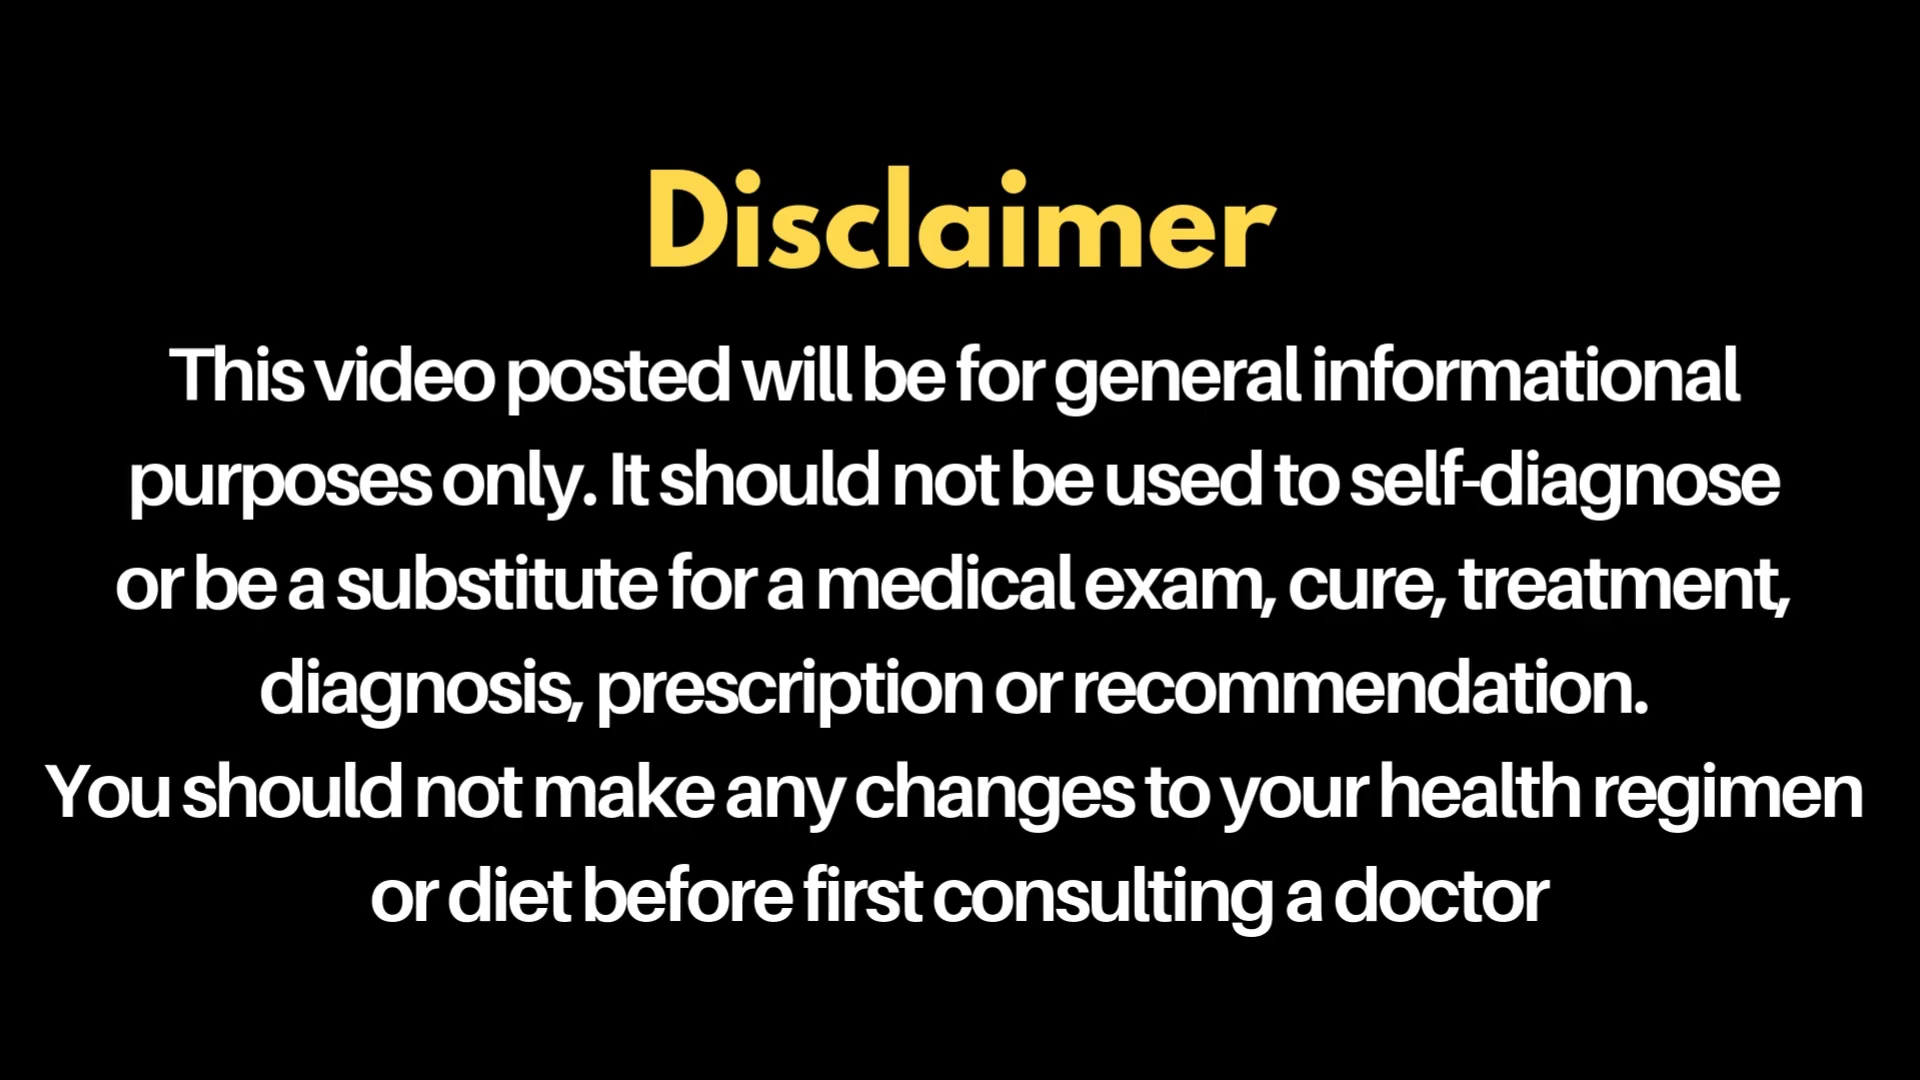 Disclaimer
This video posted will be for general informational
purposes only. It should not be used to self-diagnose
or be a substitute for a medical exam, cure, treatment,
diagnosis, prescription or recommendation.
You should not make any changes to your health regimen
or diet before first consulting a doctor